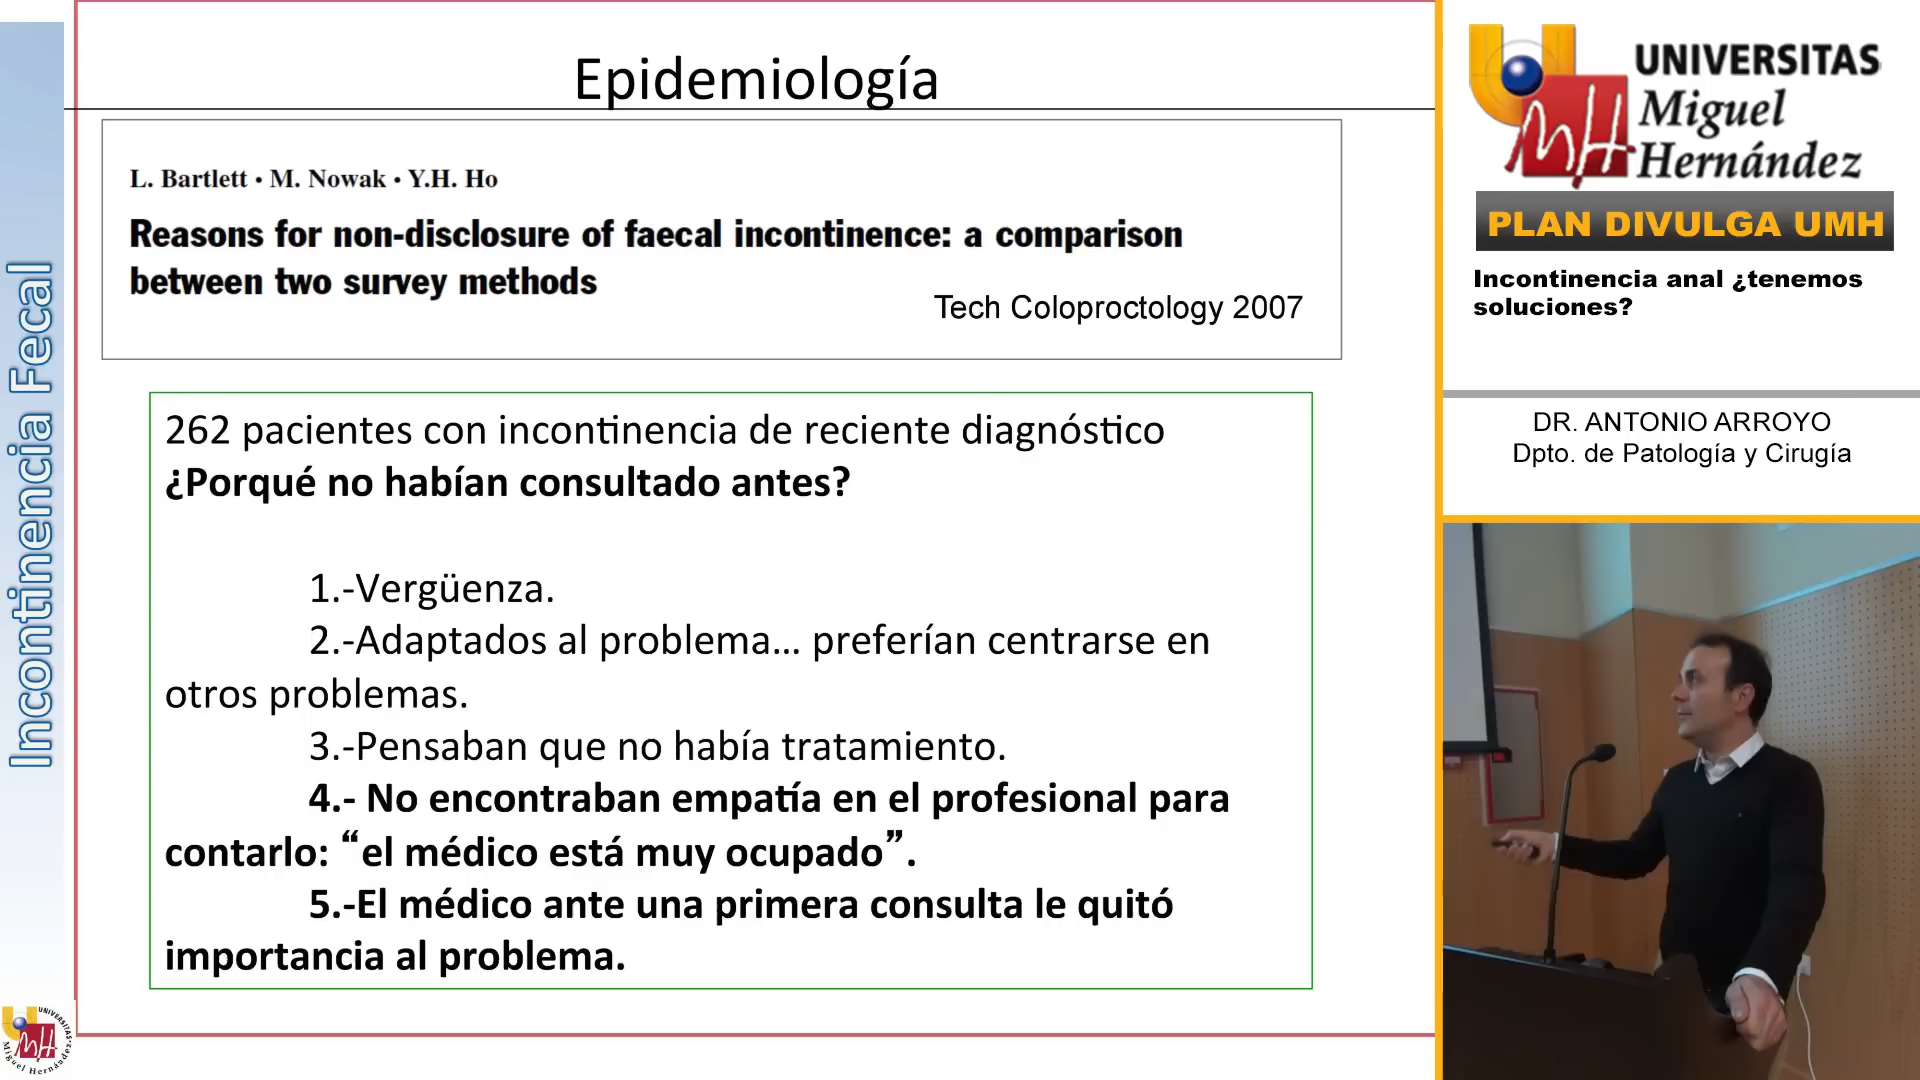 Incontinencia Fecal
Epidemiología
L. Bartlett • M. Nowak • Y.H. Ho
Reasons for non-disclosure of faecal incontinence: a comparison
between two survey methods
Tech Coloproctology 2007
262 pacientes con incontinencia de reciente diagnóstico
¿Porqué no habían consultado antes?
1.-Vergüenza.
2.-Adaptados al problema... preferían centrarse en
otros problemas.
3.-Pensaban que no había tratamiento.
4.- No encontraban empatía en el profesional para
contarlo: “el médico está muy ocupado”.
5.-El médico ante una primera consulta le quitó
importancia al problema.
UNIVERSITAS
Miguel
Hernández
UNIVERSITAS
Miguel
Hernández
PLAN DIVULGA UMH
Incontinencia anal ¿tenemos
soluciones?
DR. ANTONIO ARROYO
Dpto. de Patología y Cirugía